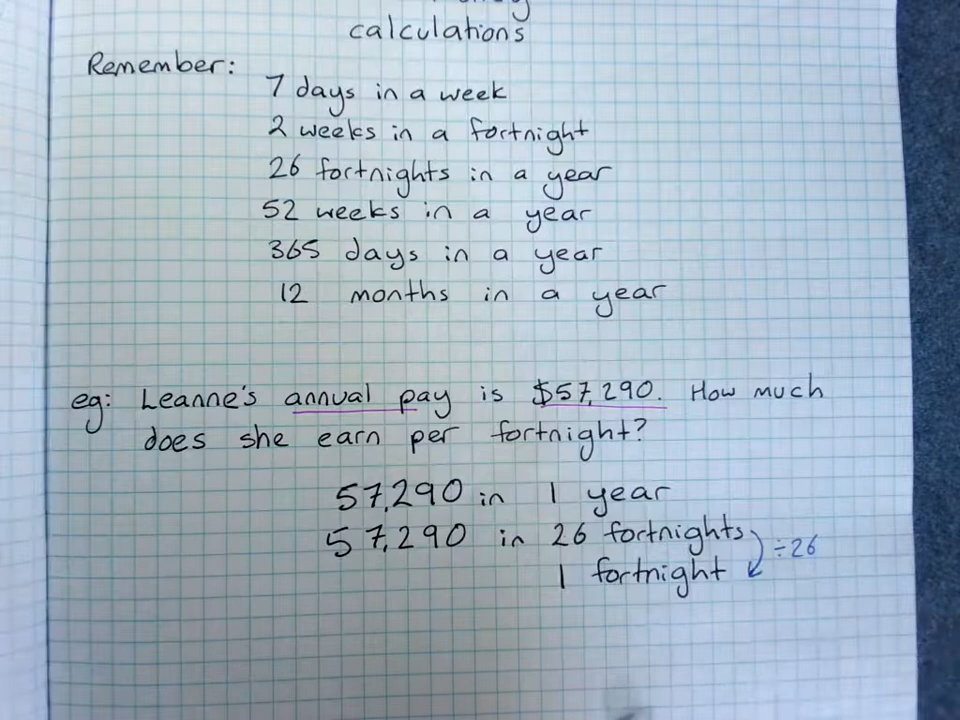 calculations
Remember:
7 days in a week
2 weeks in a fortnight
26 fortnights in a year
52 weeks in a year
365 days in a year
12 months in a year
eg: Leanne's annual pay is $57,290. How much
does she earn per fortnight?
57,290 in 1 year
57,290 in 26 fortnights
÷26
1 fortnight